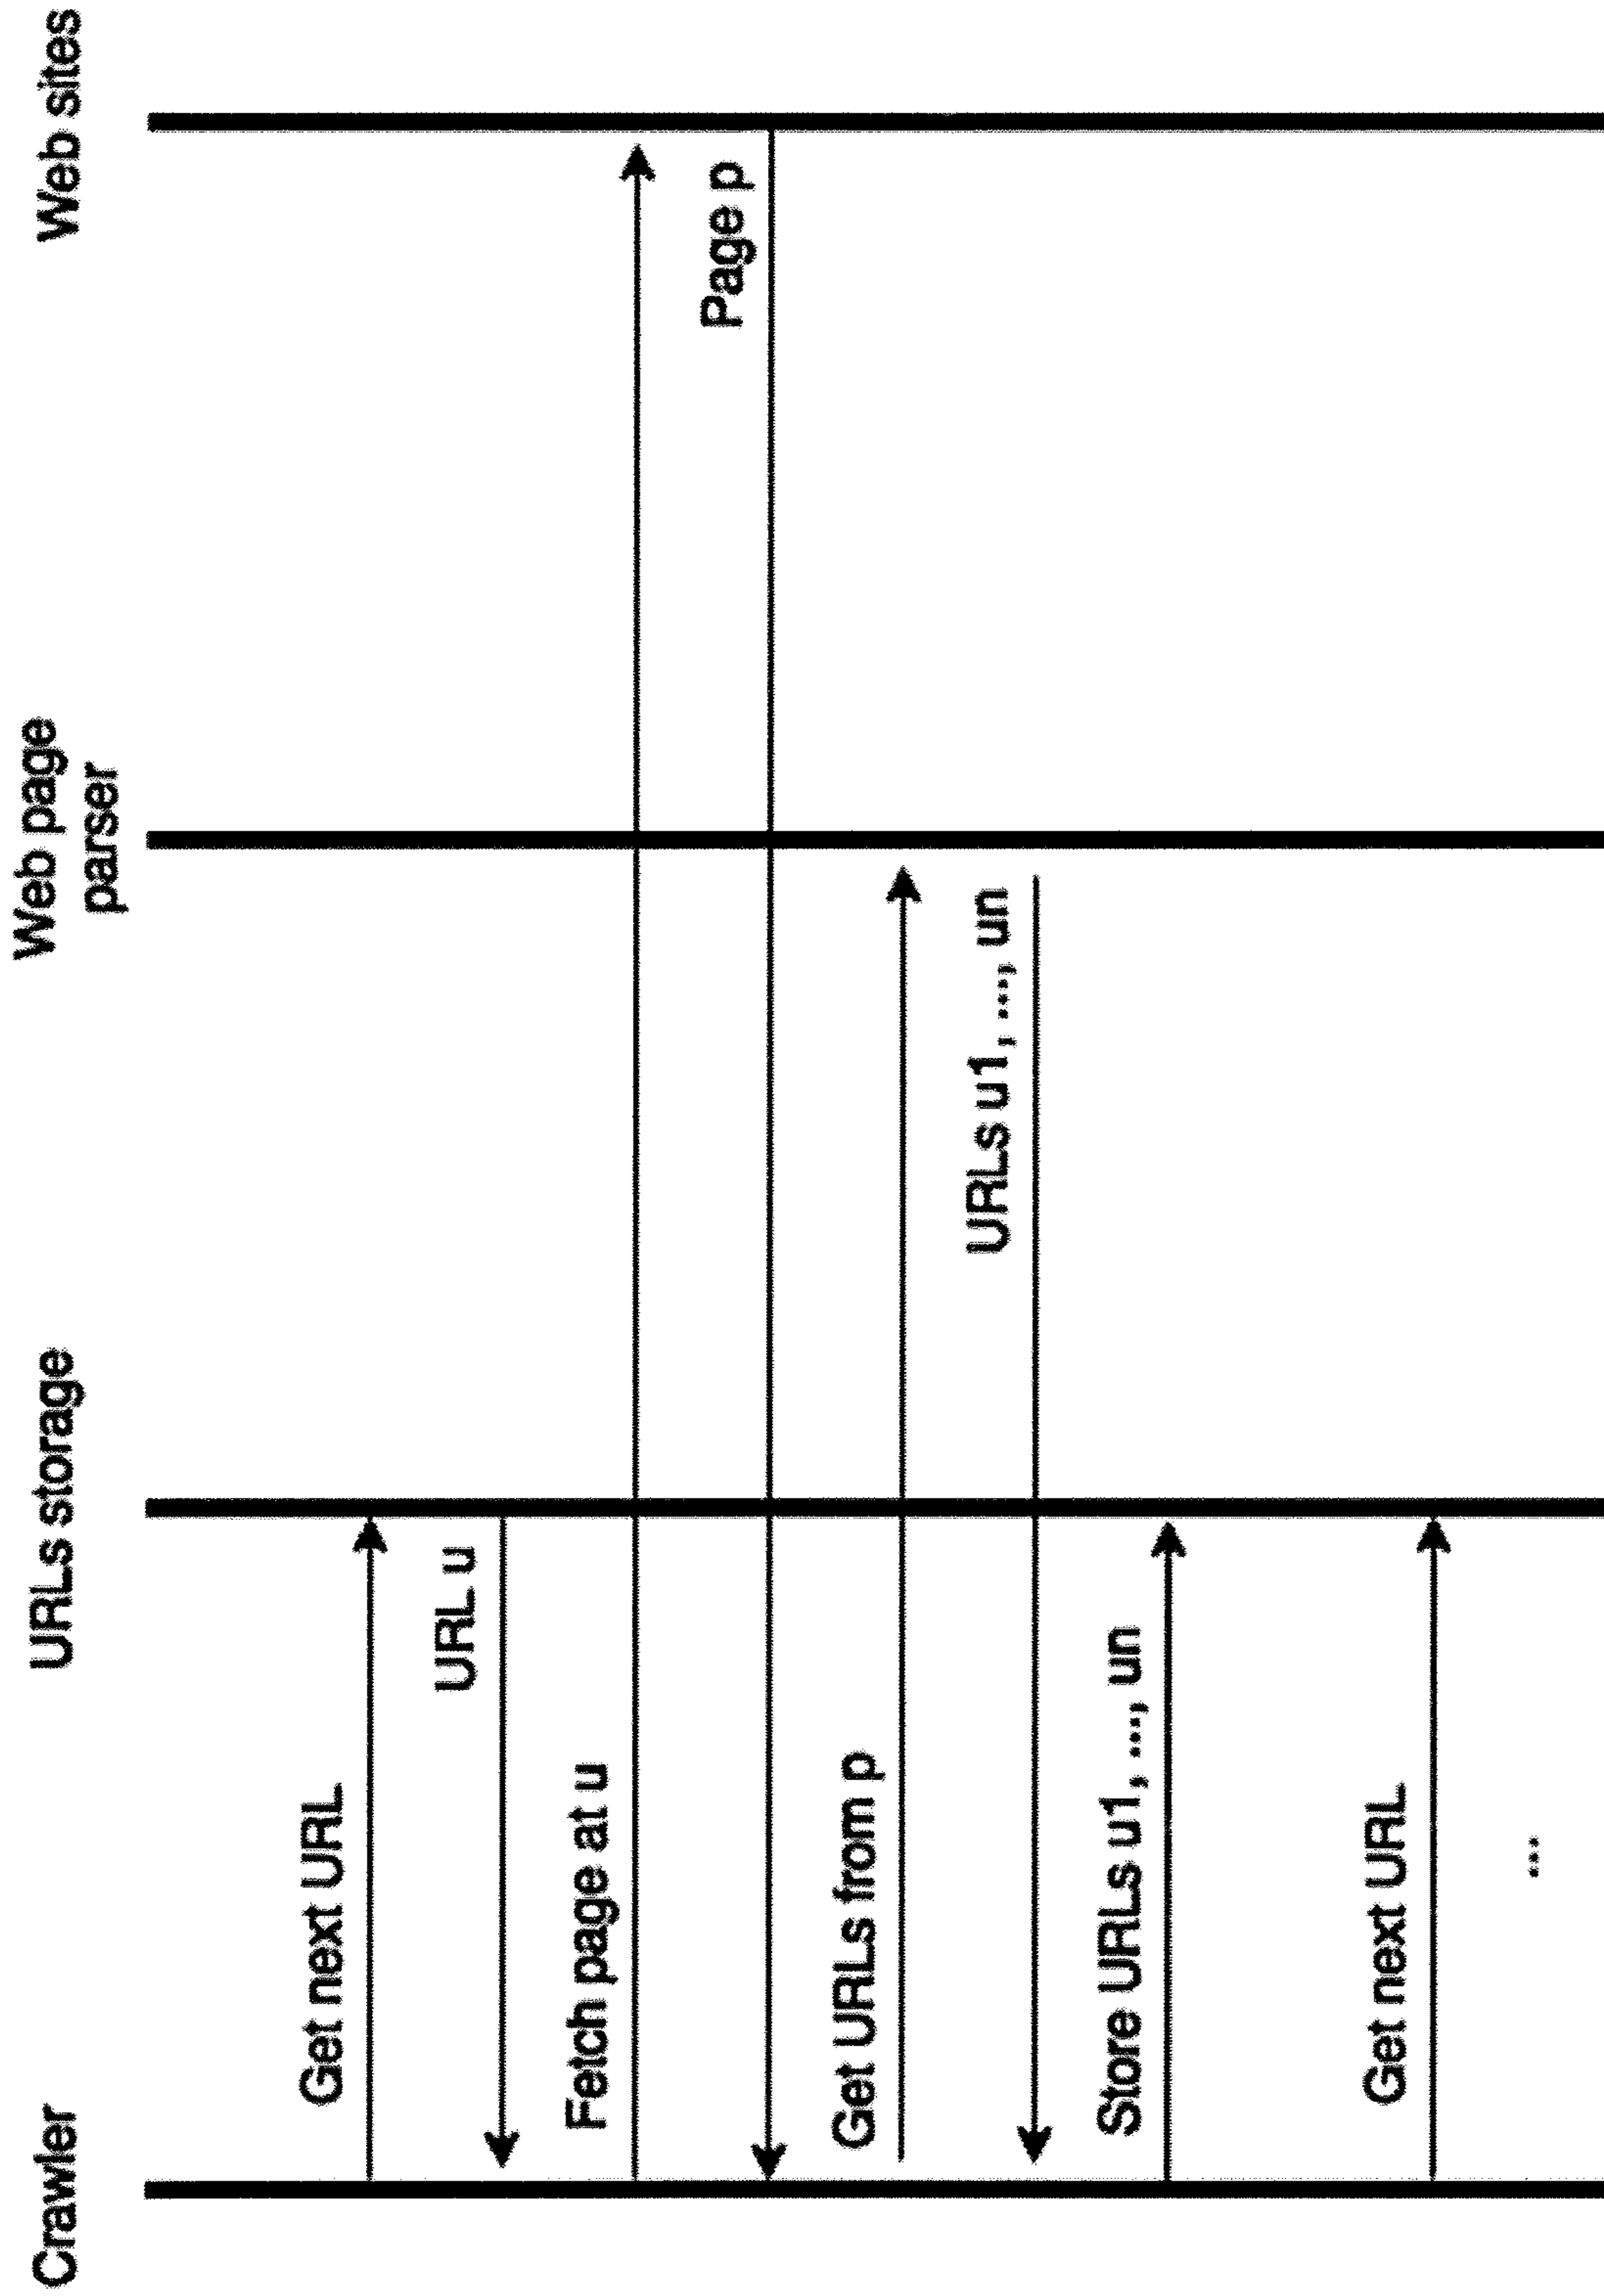 Crawler
URLs storage
Web page
parser
Web sites
Get next URL
URL u
Fetch page at u
Page p
Get URLs from p
URLs u1, ..., un
Store URLs u1, ..., un
Get next URL
...